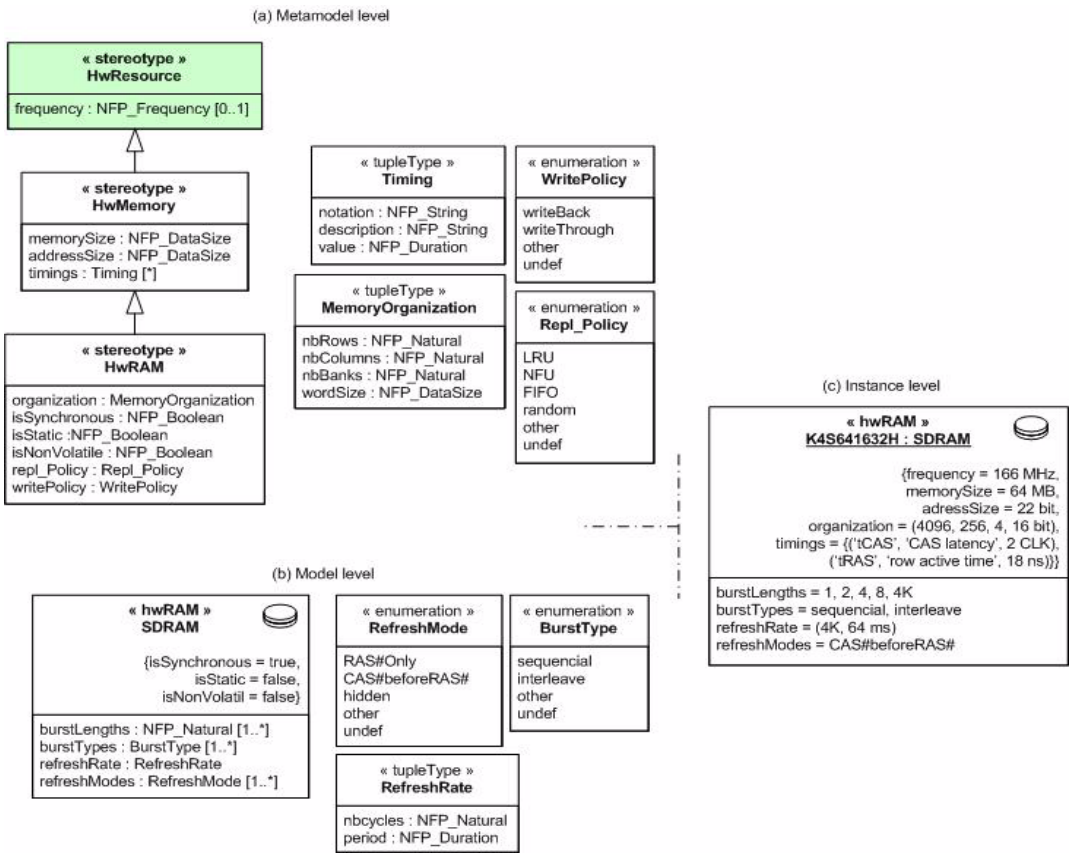 (a) Metamodel level
« stereotype »
HwResource
frequency : NFP_Frequency [0..1]
« stereotype »
HwMemory
memorySize : NFP_DataSize
addressSize : NFP_DataSize
timings : Timing [*]
« stereotype »
HwRAM
organization : MemoryOrganization
isSynchronous : NFP_Boolean
isStatic :NFP_Boolean
isNonVolatile : NFP_Boolean
repl_Policy : Repl_Policy
writePolicy : WritePolicy
« tupleType »
Timing
notation : NFP_String
description : NFP_String
value : NFP_Duration
« enumeration »
WritePolicy
writeBack
writeThrough
other
undef
« tupleType »
MemoryOrganization
nbRows : NFP_Natural
nbColumns : NFP_Natural
nbBanks : NFP_Natural
wordSize : NFP_DataSize
« enumeration »
Repl_Policy
LRU
NFU
FIFO
random
other
undef
(b) Model level
« hwRAM »
SDRAM
{isSynchronous = true,
isStatic = false,
isNonVolatil = false}
burstLengths : NFP_Natural [1..*]
burstTypes : BurstType [1..*]
refreshRate : RefreshRate
refreshModes : RefreshMode [1..*]
« enumeration »
RefreshMode
RAS#Only
CAS#beforeRAS#
hidden
other
undef
« enumeration »
BurstType
sequencial
interleave
other
undef
« tupleType »
RefreshRate
nbcycles : NFP_Natural
period : NFP_Duration
(c) Instance level
« hwRAM »
K4S641632H : SDRAM
{frequency = 166 MHz,
memorySize = 64 MB,
adressSize = 22 bit,
organization = (4096, 256, 4, 16 bit),
timings = {('tCAS', 'CAS latency', 2 CLK),
('tRAS', 'row active time', 18 ns)}}
burstLengths = 1, 2, 4, 8, 4K
burstTypes = sequencial, interleave
refreshRate = (4K, 64 ms)
refreshModes = CAS#beforeRAS#